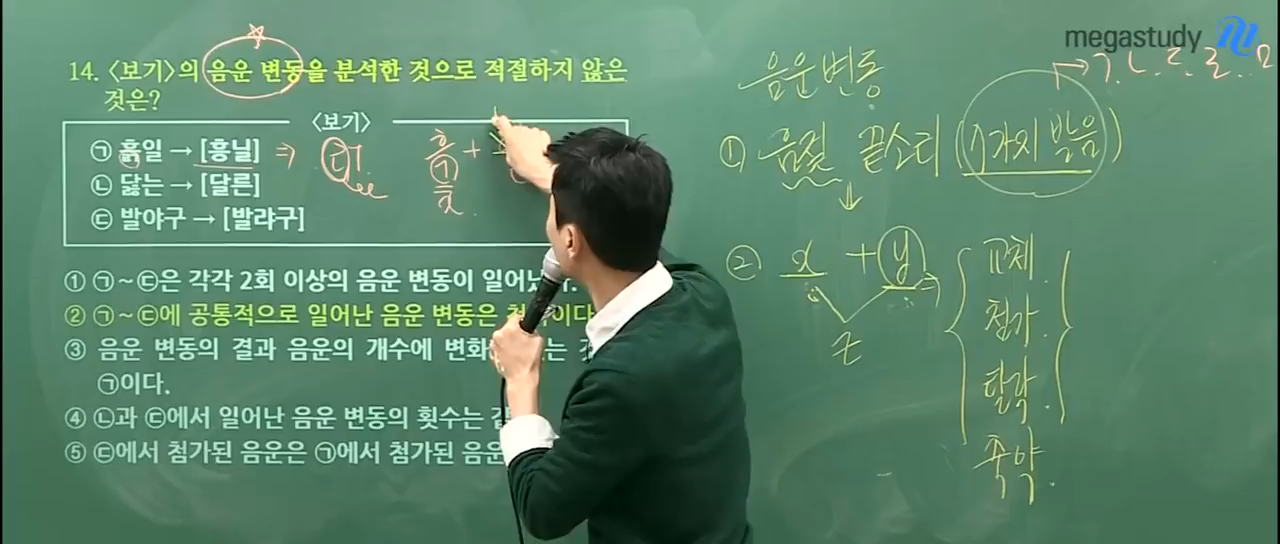 megastudy
14. <보기>의 음운 변동을 분석한 것으로 적절하지 않은
것은?
<보기>
㉠ 흙일 → [흥닐]
㉡ 닳는 → [달른]
㉢ 발야구 → [발랴구]
① ㉠~㉢은 각각 2회 이상의 음운 변동이 일어
② ㉠~㉢에 공통적으로 일어난 음운 변동은 이다
③ 음운 변동의 결과 음운의 개수에 변화 는
㉠이다.
④ ㉡과 ㉢에서 일어난 음운 변동의 횟수는
⑤ ㉢에서 첨가된 음운은 ㉠에서 첨가된 음운
흙 +
음운변동
① 음절 끝소리 (7가지 발음)
ㄱ.ㄴ.ㄷ.ㄹ..ㅁ
② x + y
z
교체.
첨가.
탈락.
축약.